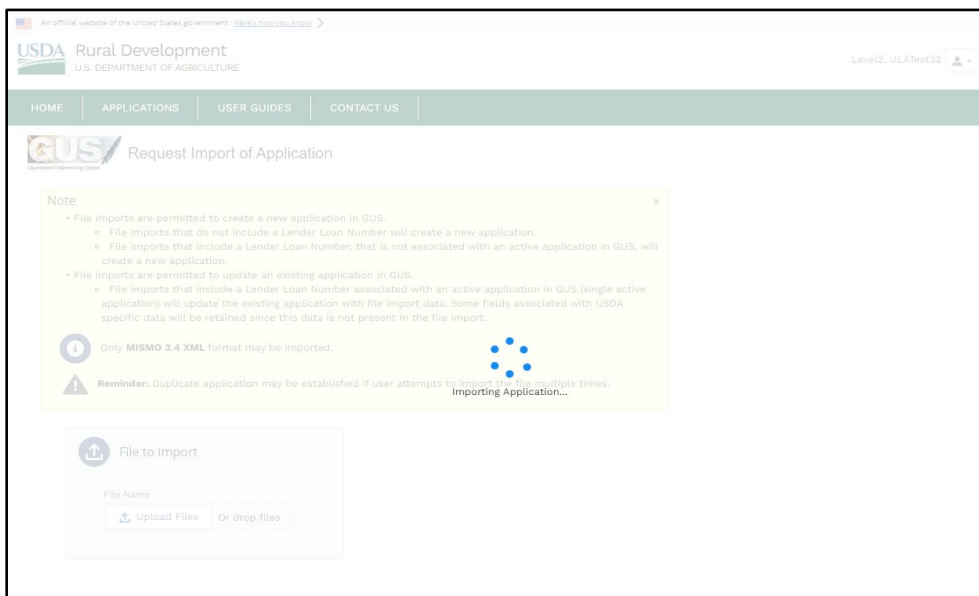 An official website of the United States government Here's how you know
USDA Rural Development
U.S. DEPARTMENT OF AGRICULTURE
Level2, ULATest32
HOME APPLICATIONS USER GUIDES CONTACT US
GUS Request Import of Application
Guaranteed Underwriting System
Note ×
• File imports are permitted to create a new application in GUS.
○ File imports that do not include a Lender Loan Number will create a new application.
○ File imports that include a Lender Loan Number, that is not associated with an active application in GUS, will
create a new application.
• File imports are permitted to update an existing application in GUS.
○ File imports that include a Lender Loan Number associated with an active application in GUS (single active
application) will update the existing application with file import data. Some fields associated with USDA
specific data will be retained since this data is not present in the file import.
Only MISMO 3.4 XML format may be imported.
Reminder: Duplicate application may be established if user attempts to import the file multiple times.
Importing Application...
File to Import
File Name
Upload Files Or drop files